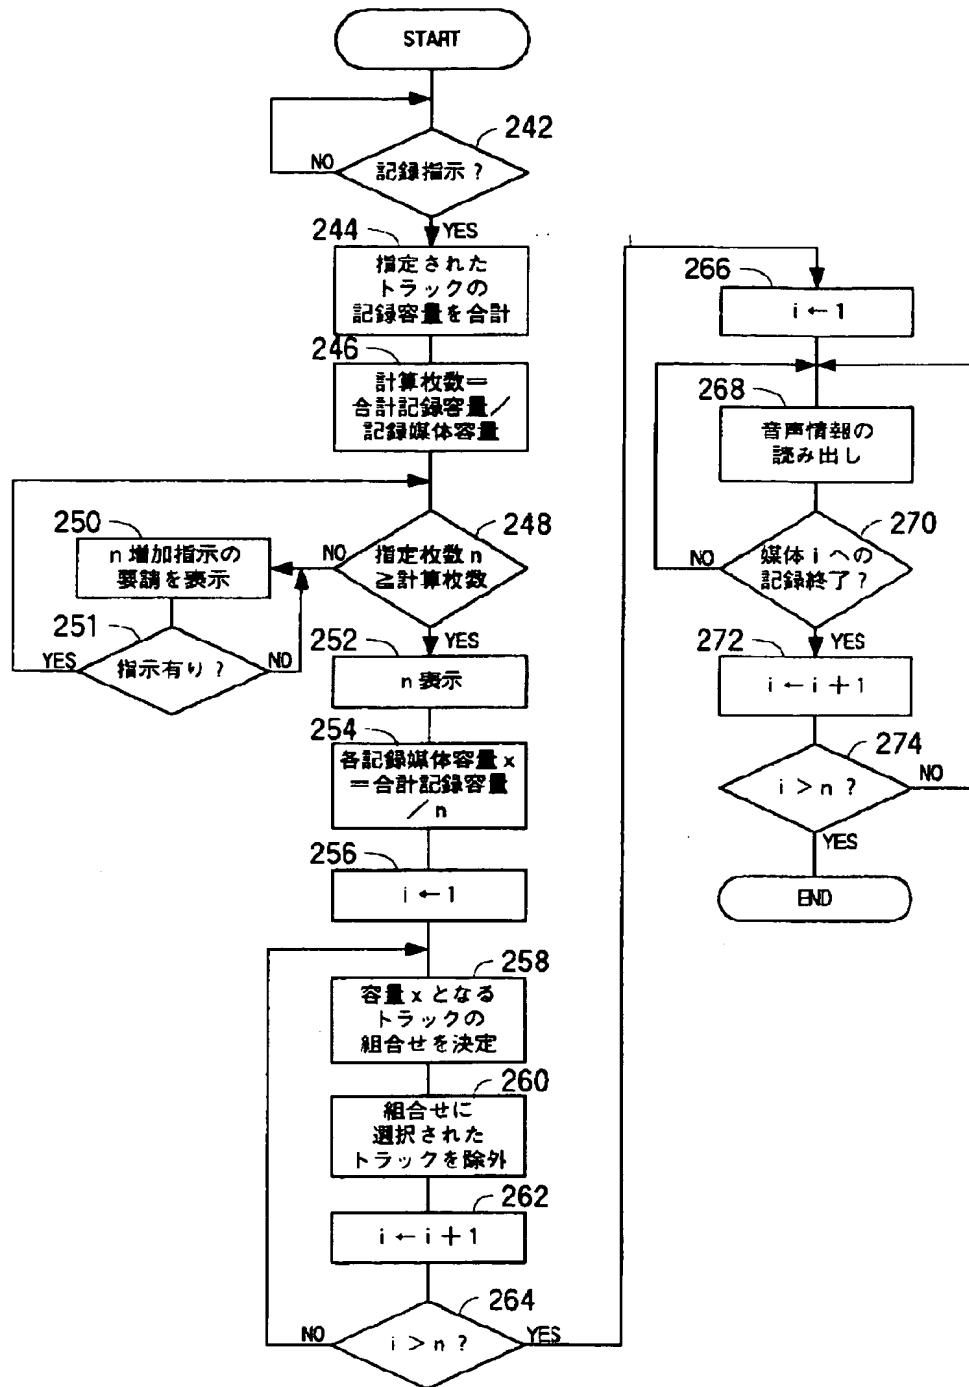 START
242
記録指示？
NO
YES
244
指定された
トラックの
記録容量を合計
246
計算枚数＝
合計記録容量／
記録媒体容量
248
指定枚数 n
≧計算枚数
NO
YES
250
n 増加指示の
要請を表示
251
指示有り？
YES
NO
252
n 表示
254
各記録媒体容量 x
＝合計記録容量
／n
256
i ← 1
258
容量 x となる
トラックの
組合せを決定
260
組合せに
選択された
トラックを除外
262
i ← i + 1
264
i > n ?
NO
YES
266
i ← 1
268
音声情報の
読み出し
270
媒体 i への
記録終了？
NO
YES
272
i ← i + 1
274
i > n ?
NO
YES
END